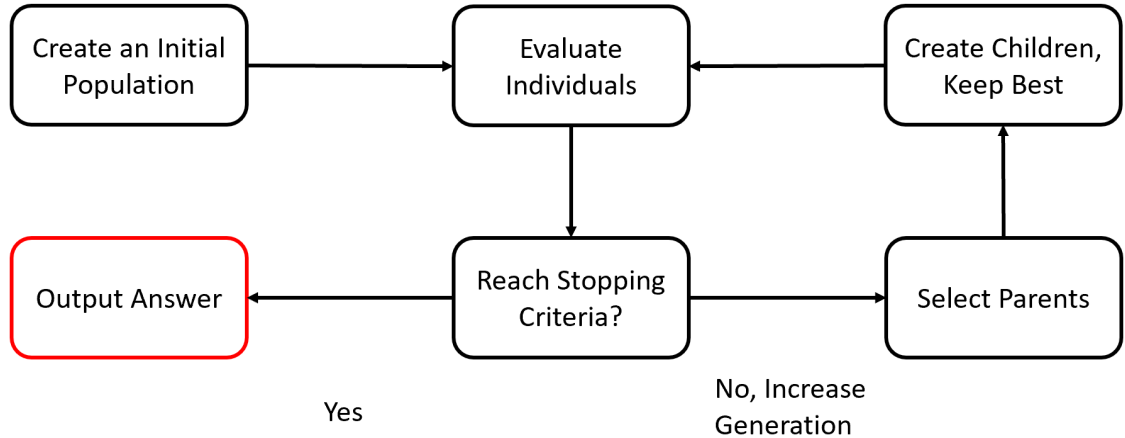 Create an Initial
Population
Evaluate
Individuals
Create Children,
Keep Best
Output Answer
Reach Stopping
Criteria?
Select Parents
Yes
No, Increase
Generation